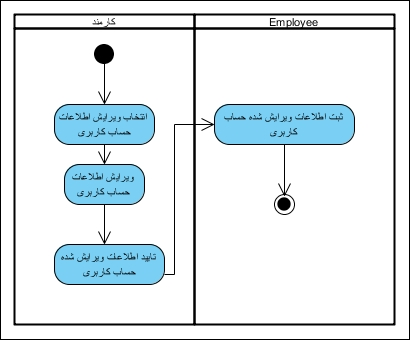 کارمند
Employee
انتخاب ویرایش اطلاعات
حساب کاربری
ویرایش اطلاعات
حساب کاربری
تایید اطلاعات ویرایش شده
حساب کاربری
ثبت اطلاعات ویرایش شده حساب
کاربری